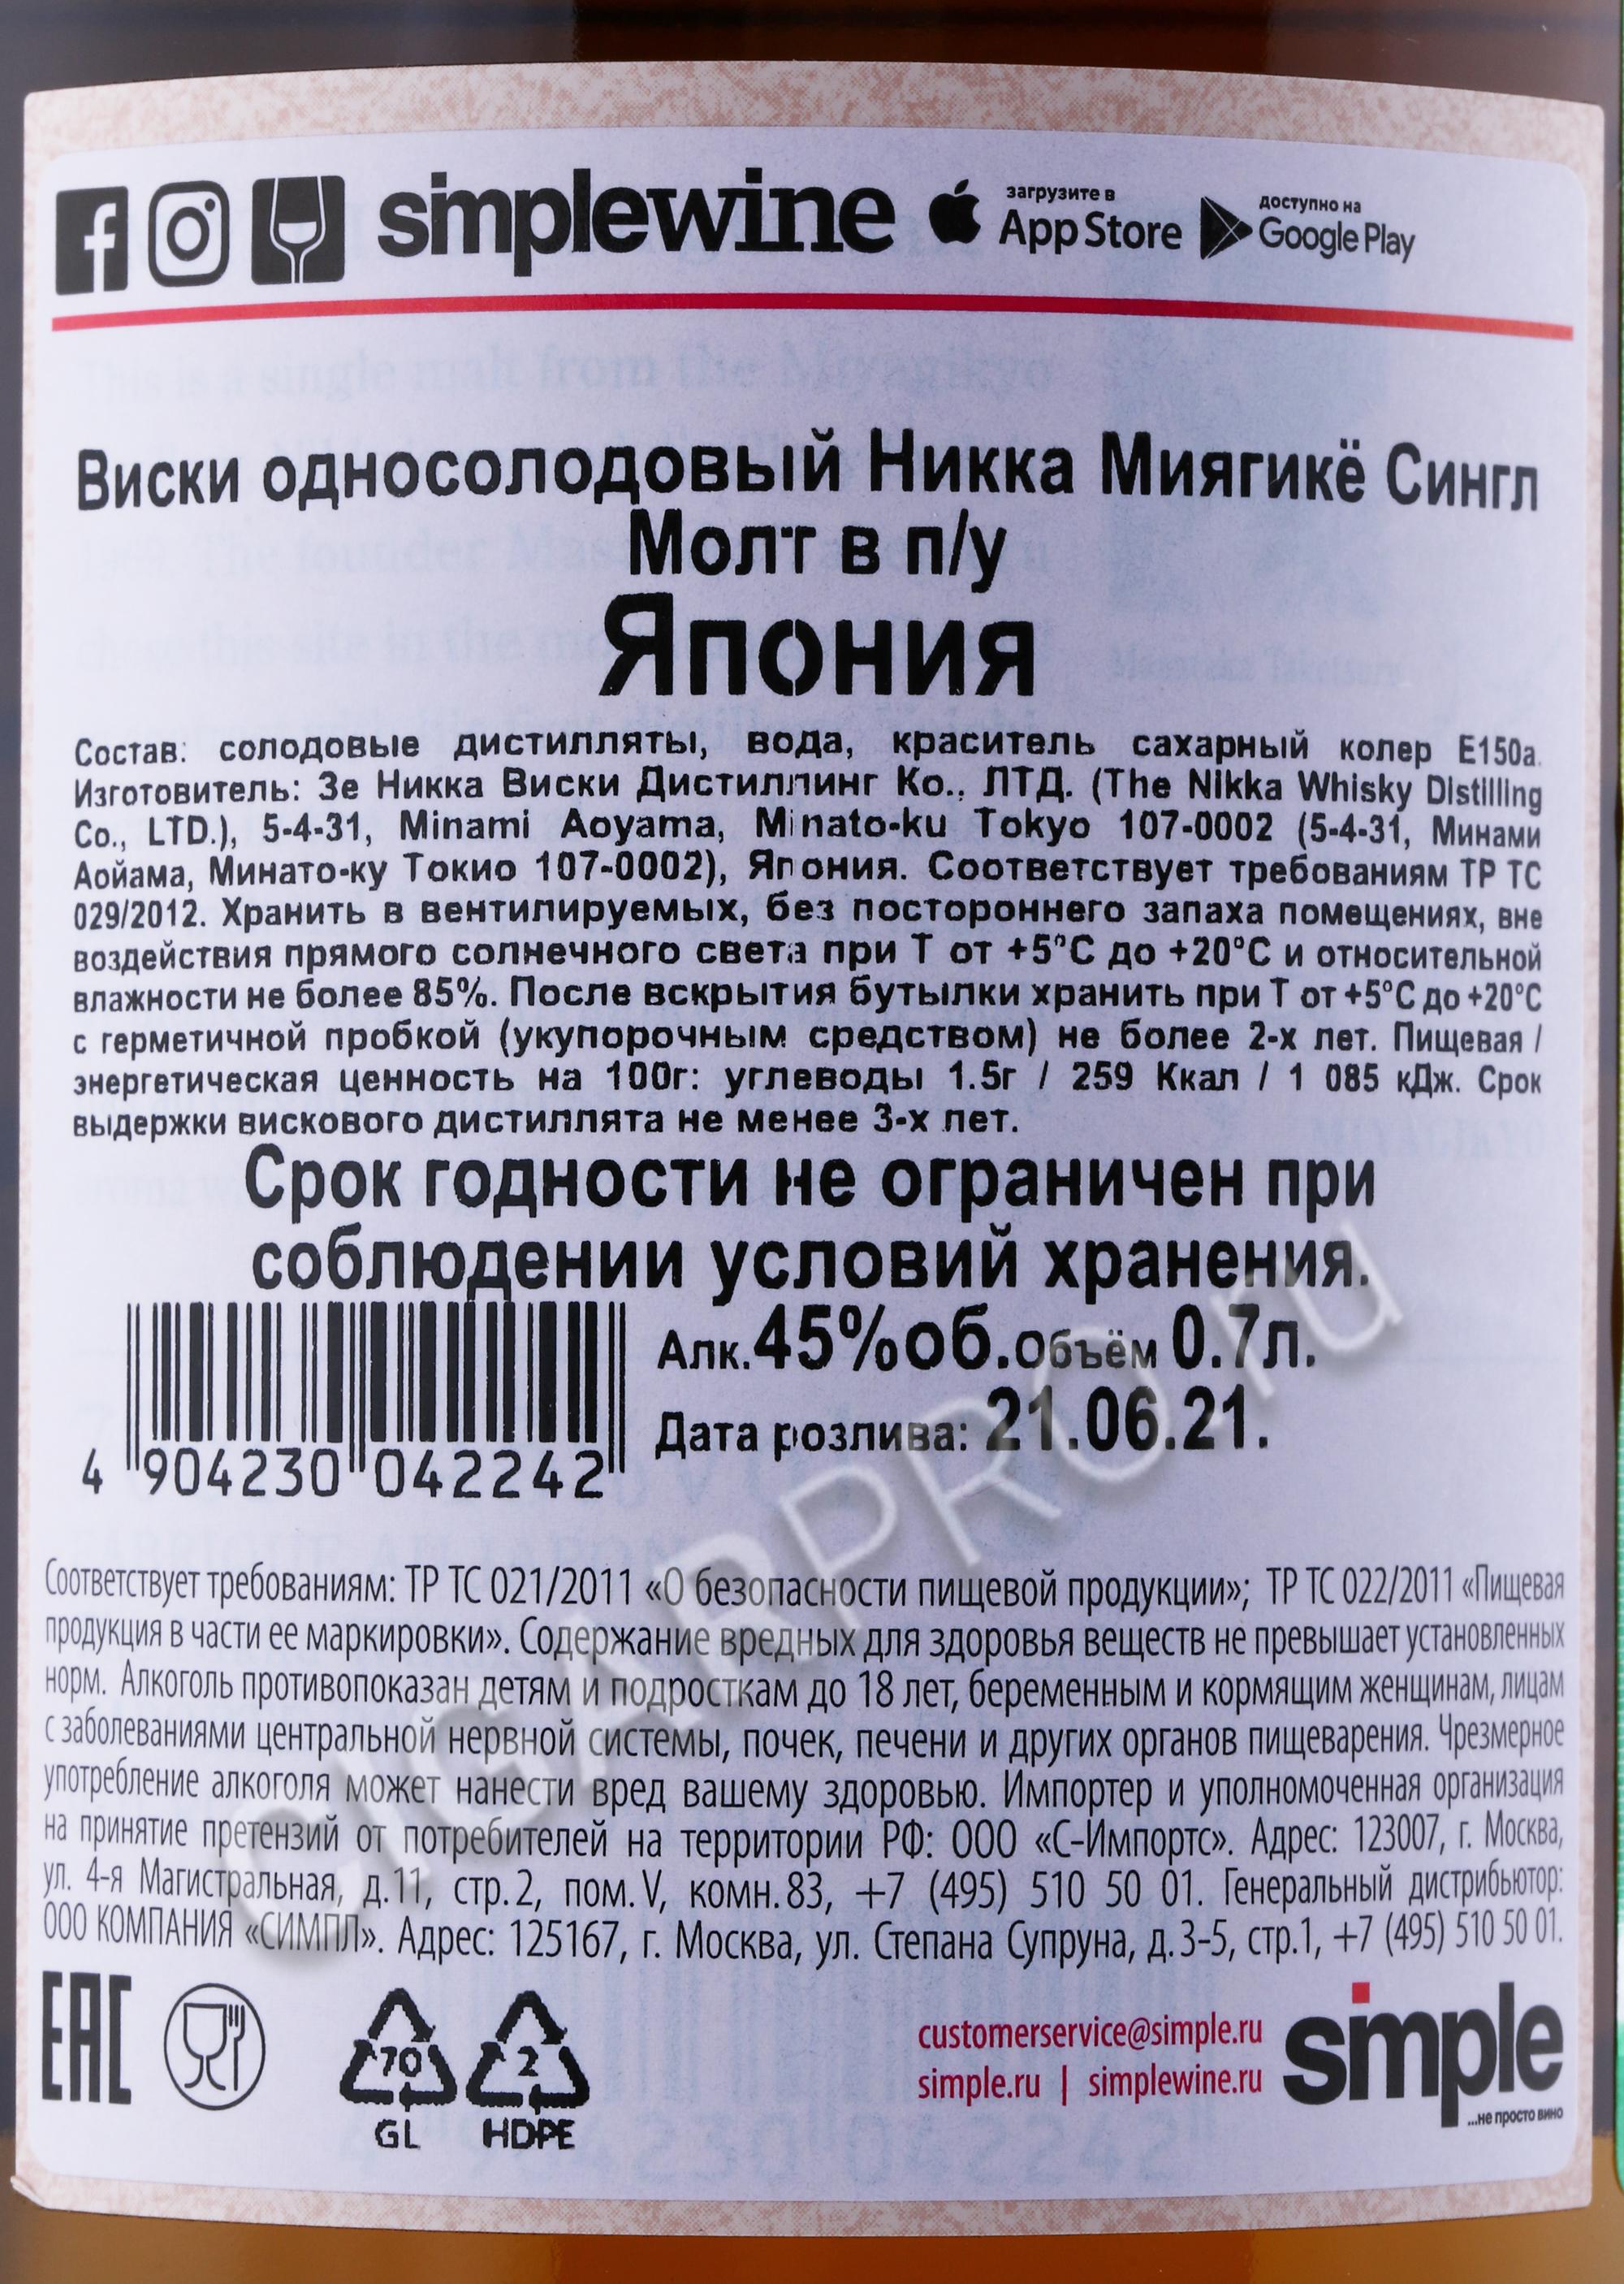 simplewine
загрузите в
App Store
доступно на
Google Play
This is a single malt from the Miyagikyo
Виски односолодовый Никка Миягикё Сингл
Молт в п/у
Япония
Состав: солодовые дистилляты, вода, краситель сахарный колер Е150а.
Изготовитель: Зе Никка Виски Дистиллинг Ко., ЛТД. (The Nikka Whisky Distilling
Co., LTD.), 5-4-31, Minami Aoyama, Minato-ku Tokyo 107-0002 (5-4-31, Минами
Аойама, Минато-ку Токио 107-0002), Япония. Соответствует требованиям ТР ТС
029/2012. Хранить в вентилируемых, без постороннего запаха помещениях, вне
воздействия прямого солнечного света при Т от +5°С до +20°С и относительной
влажности не более 85%. После вскрытия бутылки хранить при Т от +5°С до +20°С
с герметичной пробкой (укупорочным средством) не более 2-х лет. Пищевая /
энергетическая ценность на 100г: углеводы 1.5г / 259 Ккал / 1 085 кДж. Срок
выдержки вискового дистиллята не менее 3-х лет.
Срок годности не ограничен при
соблюдении условий хранения.
Алк.45%об.Объём 0.7л.
Дата розлива: 21.06.21.
4 904230 042242
CIGARPRO.ru
Соответствует требованиям: ТР ТС 021/2011 «О безопасности пищевой продукции»; ТР ТС 022/2011 «Пищевая
продукция в части ее маркировки». Содержание вредных для здоровья веществ не превышает установленных
норм. Алкоголь противопоказан детям и подросткам до 18 лет, беременным и кормящим женщинам, лицам
с заболеваниями центральной нервной системы, почек, печени и других органов пищеварения. Чрезмерное
употребление алкоголя может нанести вред вашему здоровью. Импортер и уполномоченная организация
на принятие претензий от потребителей на территории РФ: ООО «С-Импортс». Адрес: 123007, г. Москва,
ул. 4-я Магистральная, д.11, стр.2, пом.V, комн.83, +7 (495) 510 50 01. Генеральный дистрибьютор:
ООО КОМПАНИЯ «СИМПЛ». Адрес: 125167, г. Москва, ул. Степана Супруна, д.3-5, стр.1, +7 (495) 510 50 01.
EAC
70
GL
2
HDPE
customerservice@simple.ru
simple.ru | simplewine.ru
simple
...не просто вино